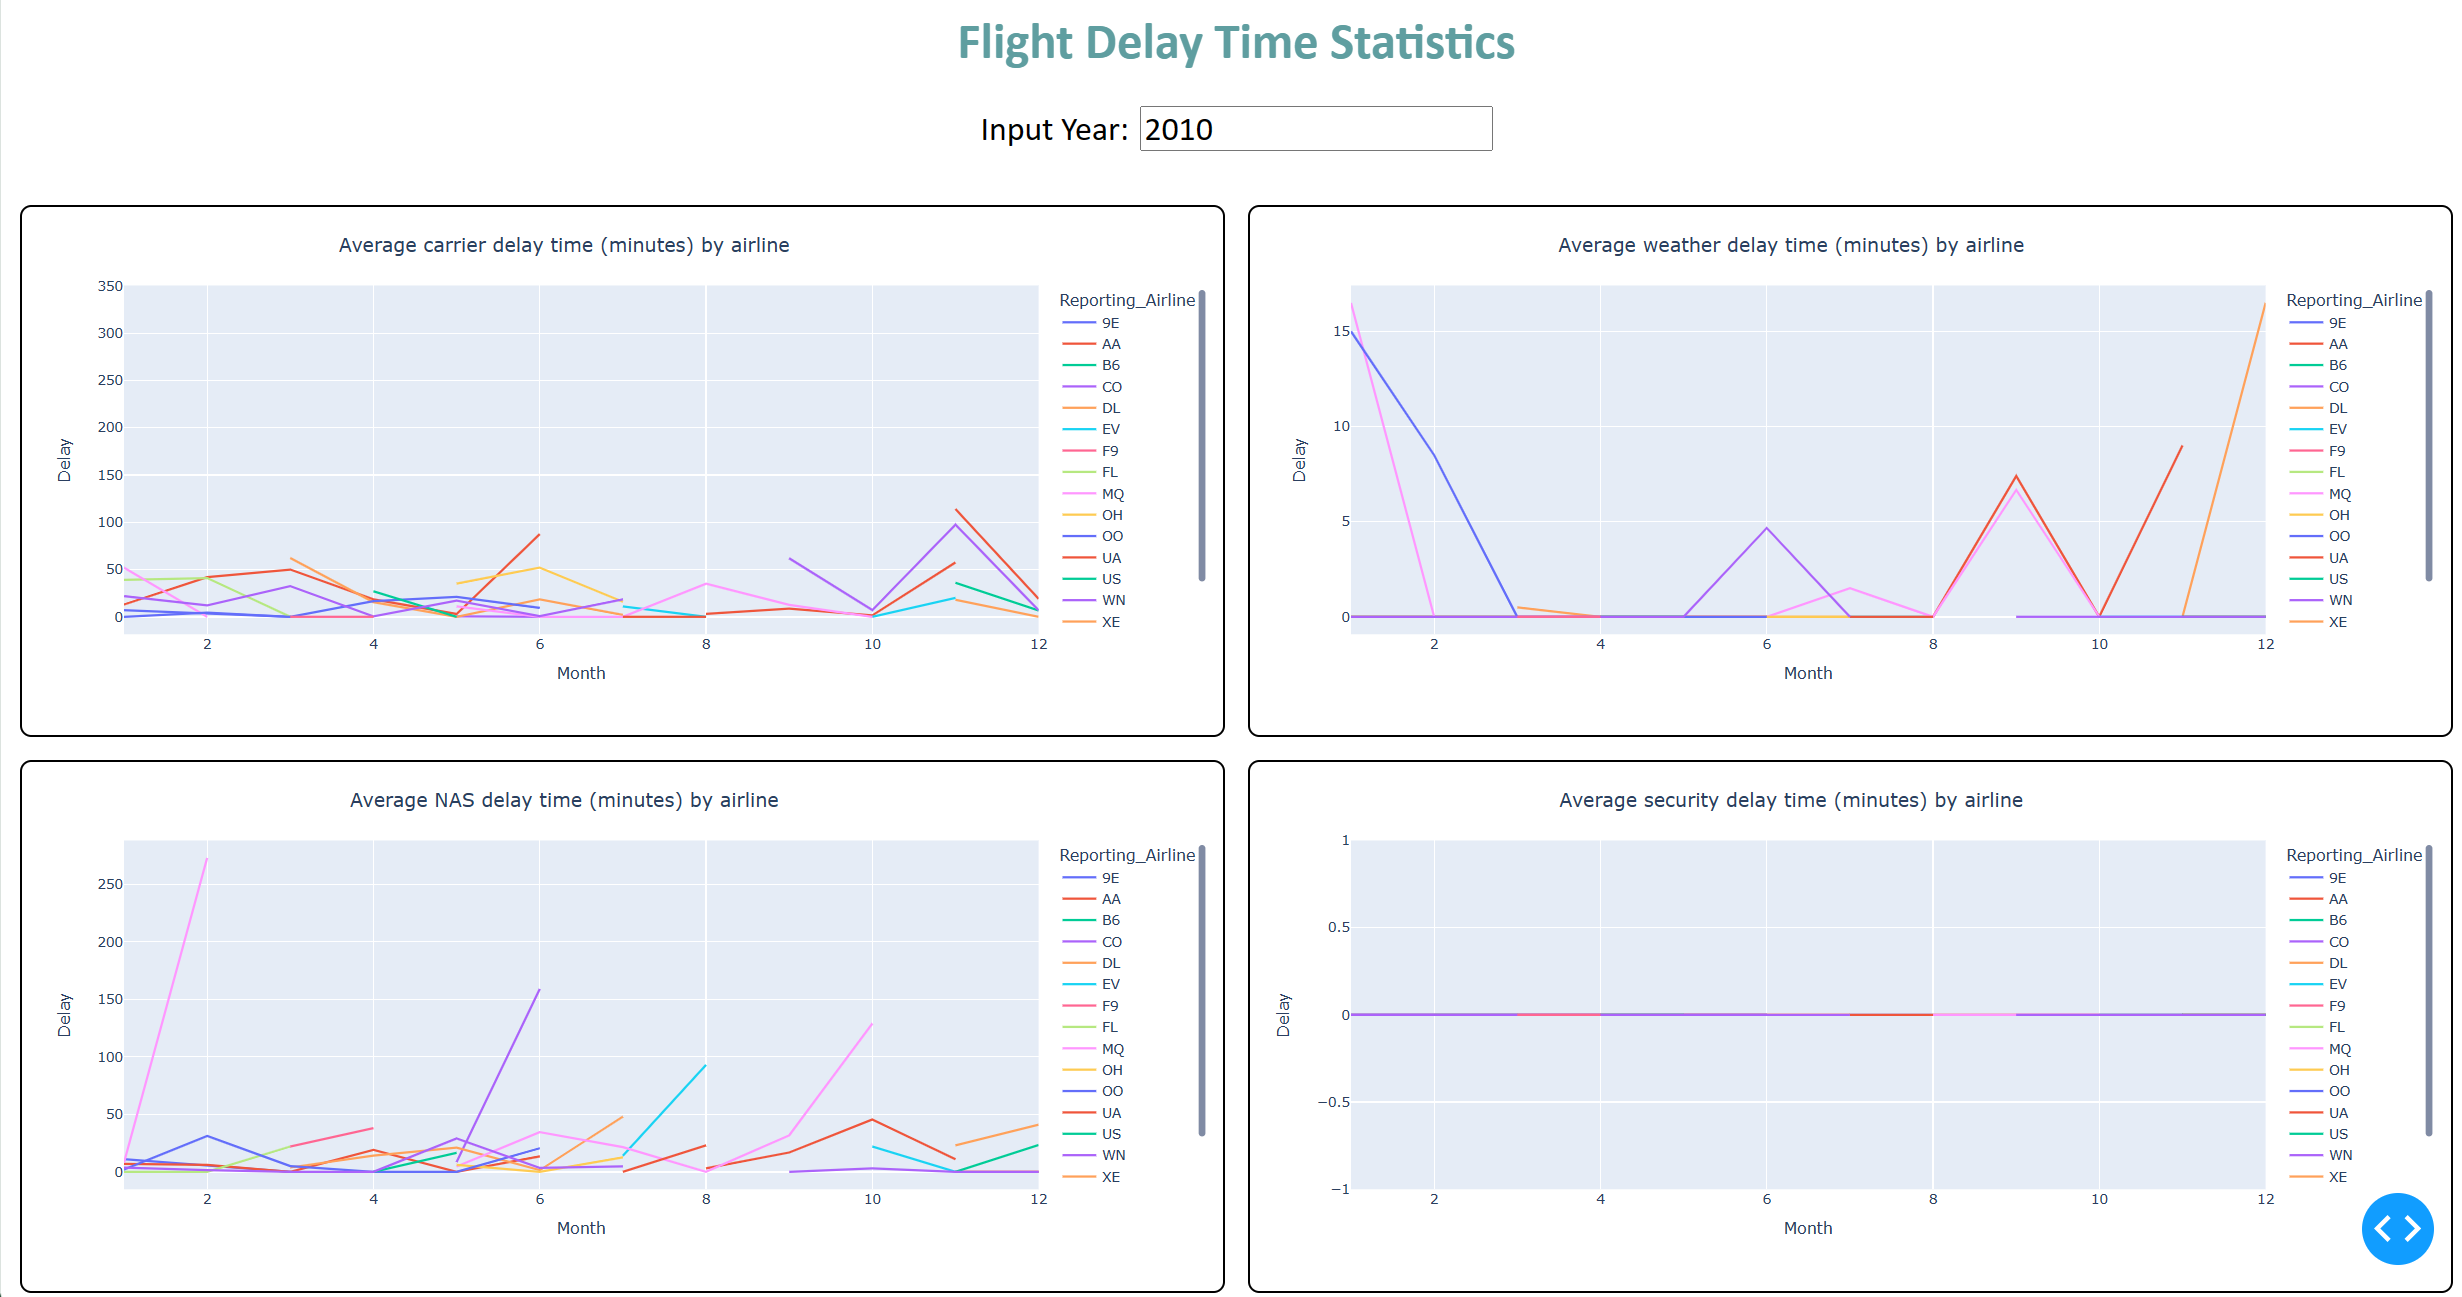 Flight Delay Time Statistics
Input Year: 2010
Average carrier delay time (minutes) by airline
350
300
250
200
150
100
50
0
Delay
2 4 6 8 10 12
Month
Reporting_Airline
9E
AA
B6
CO
DL
EV
F9
FL
MQ
OH
OO
UA
US
WN
XE
Average weather delay time (minutes) by airline
15
10
5
0
Delay
2 4 6 8 10 12
Month
Reporting_Airline
9E
AA
B6
CO
DL
EV
F9
FL
MQ
OH
OO
UA
US
WN
XE
Average NAS delay time (minutes) by airline
250
200
150
100
50
0
Delay
2 4 6 8 10 12
Month
Reporting_Airline
9E
AA
B6
CO
DL
EV
F9
FL
MQ
OH
OO
UA
US
WN
XE
Average security delay time (minutes) by airline
1
0.5
0
−0.5
−1
Delay
2 4 6 8 10 12
Month
Reporting_Airline
9E
AA
B6
CO
DL
EV
F9
FL
MQ
OH
OO
UA
US
WN
XE